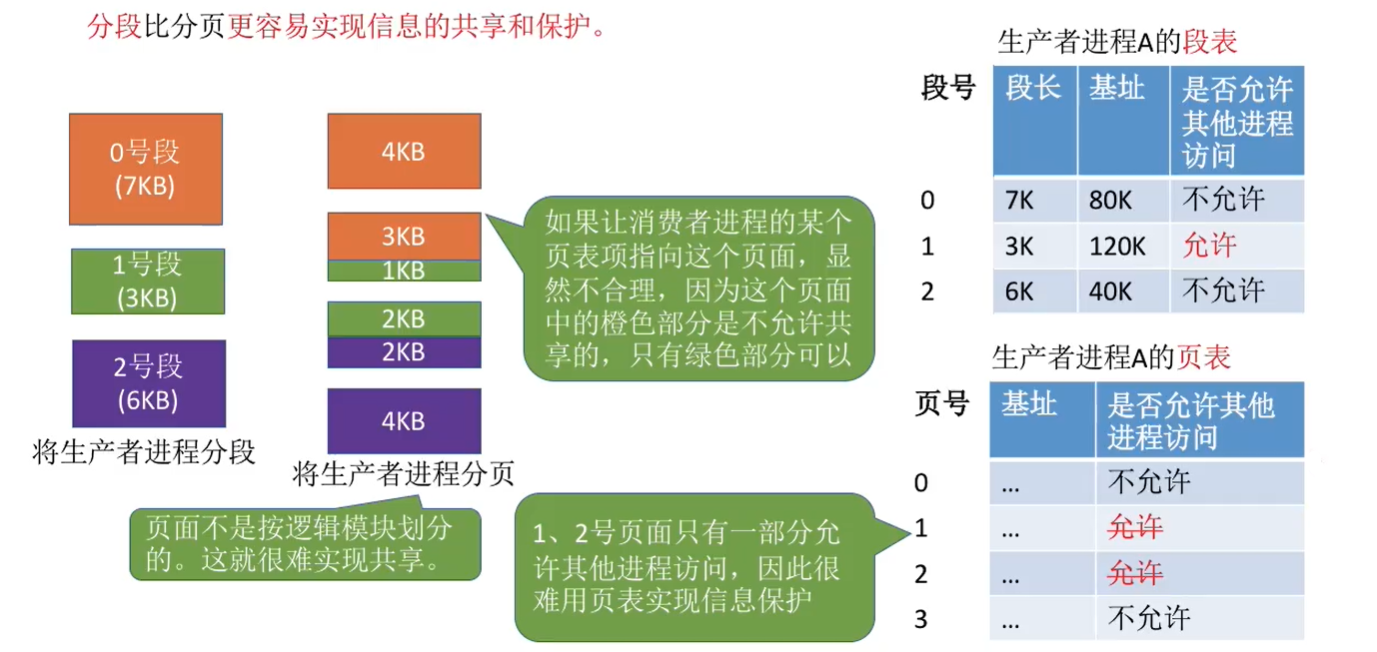 分段比分页更容易实现信息的共享和保护。
0号段
(7KB)
1号段
(3KB)
2号段
(6KB)
将生产者进程分段
4KB
3KB
1KB
2KB
2KB
4KB
将生产者进程分页
页面不是按逻辑模块划分
的。这就很难实现共享。
如果让消费者进程的某个
页表项指向这个页面，显
然不合理，因为这个页面
中的橙色部分是不允许共
享的，只有绿色部分可以
1、2号页面只有一部分允
许其他进程访问，因此很
难用页表实现信息保护
生产者进程A的段表
段号 段长 基址 是否允许
其他进程
访问
0 7K 80K 不允许
1 3K 120K 允许
2 6K 40K 不允许
生产者进程A的页表
页号 基址 是否允许其他
进程访问
0 ... 不允许
1 ... 允许
2 ... 允许
3 ... 不允许